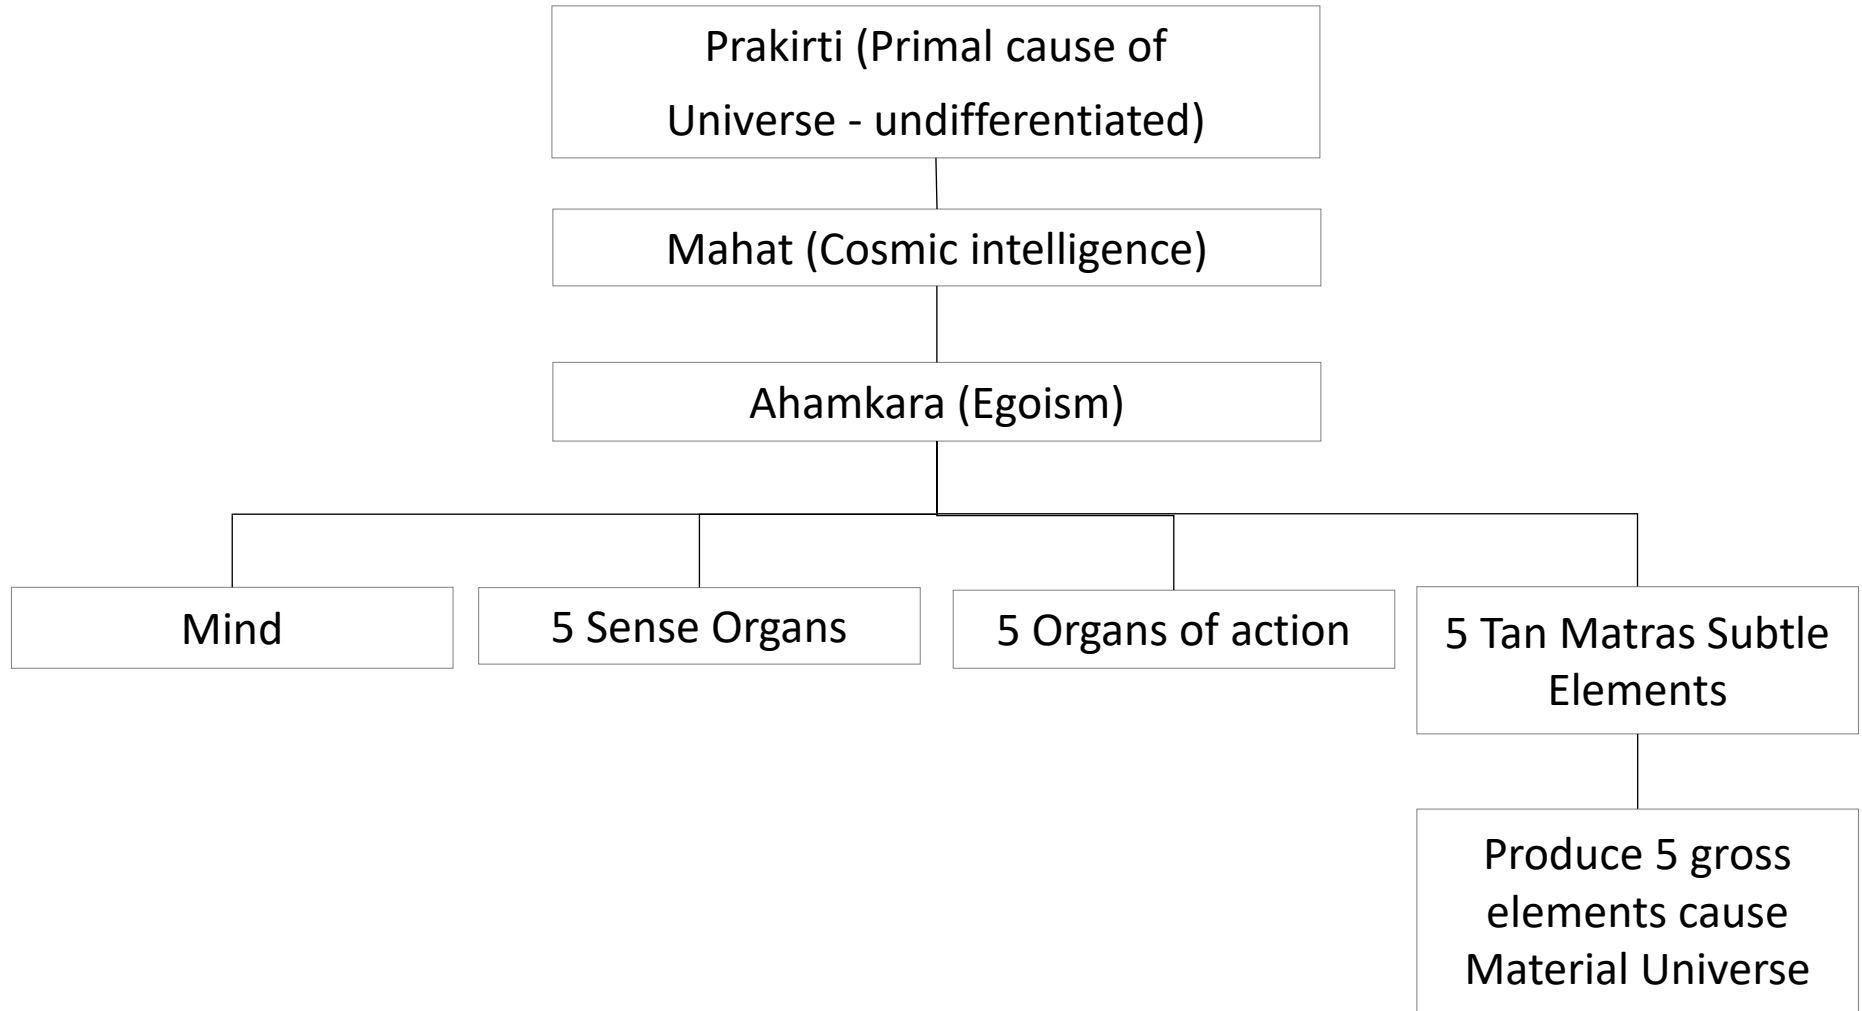 Prakirti (Primal cause of
Universe - undifferentiated)
Mahat (Cosmic intelligence)
Ahamkara (Egoism)
Mind
5 Sense Organs
5 Organs of action
5 Tan Matras Subtle
Elements
Produce 5 gross
elements cause
Material Universe